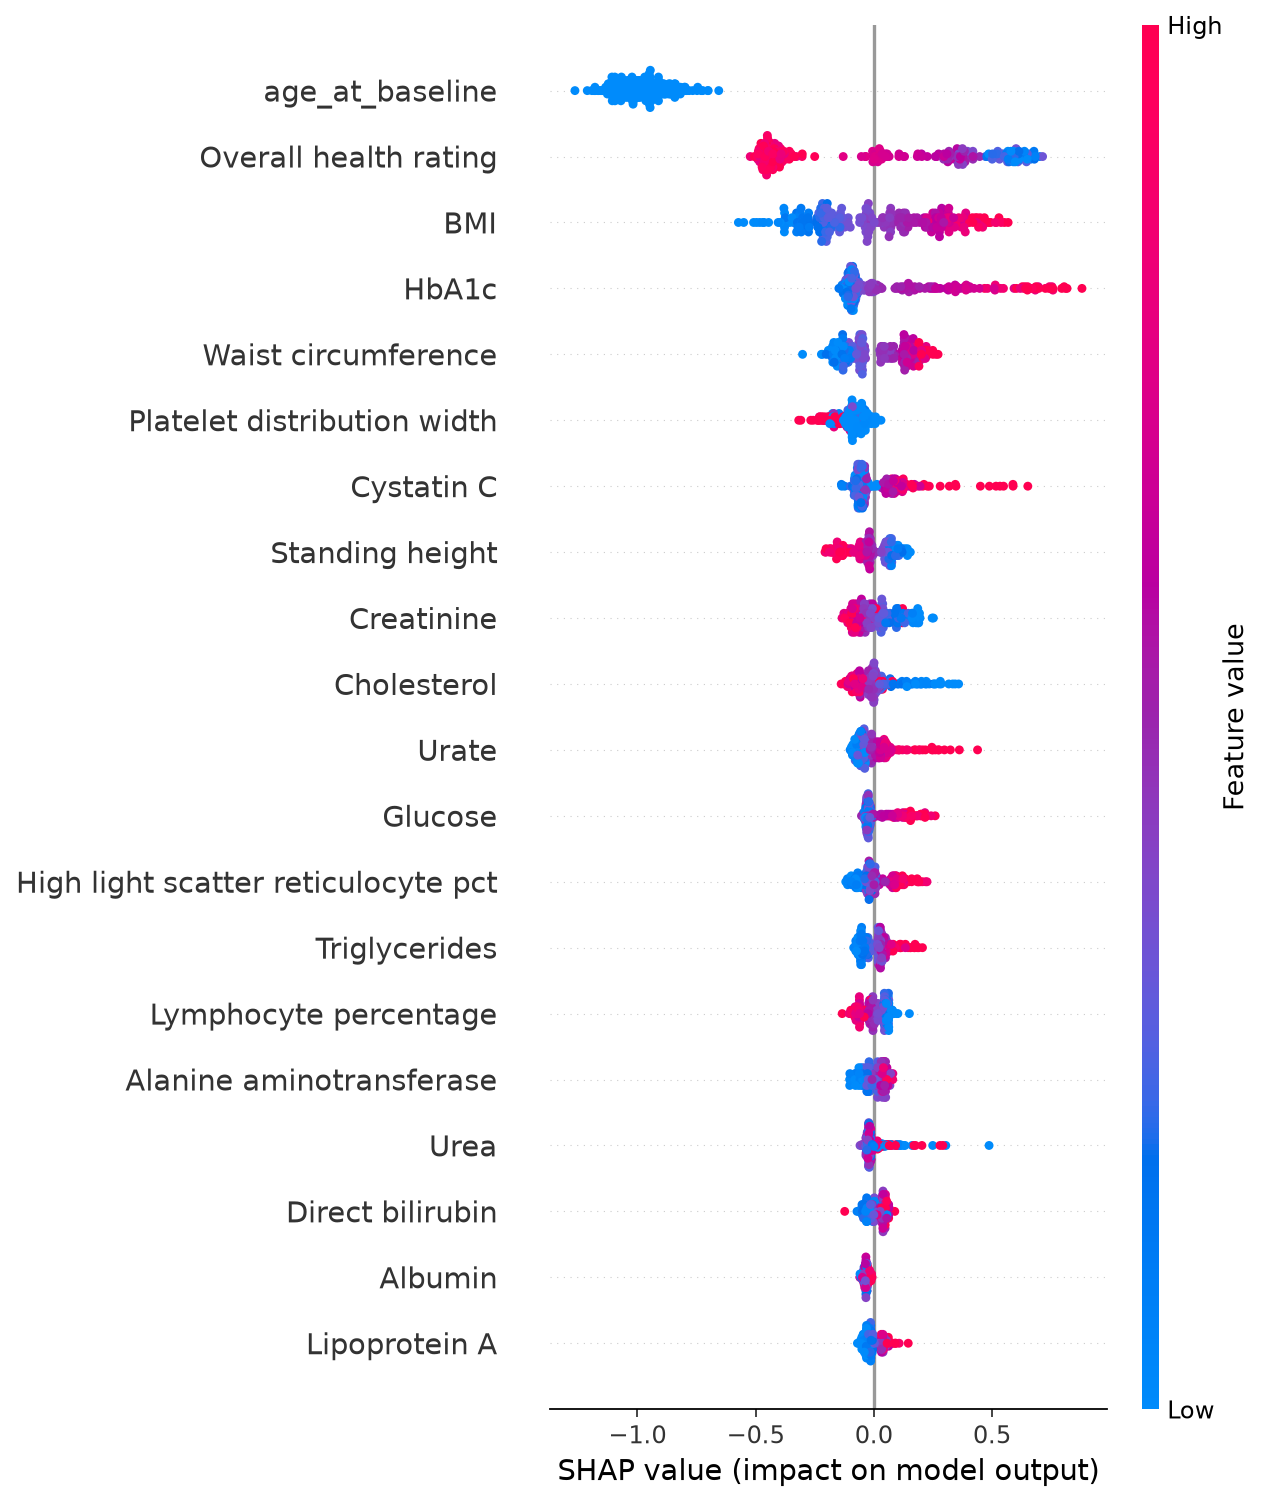 High
age_at_baseline
Overall health rating
BMI
HbA1c
Waist circumference
Platelet distribution width
Cystatin C
Standing height
Creatinine
Cholesterol
Urate
Glucose
High light scatter reticulocyte pct
Triglycerides
Lymphocyte percentage
Alanine aminotransferase
Urea
Direct bilirubin
Albumin
Lipoprotein A
Feature value
Low
−1.0 −0.5 0.0 0.5
SHAP value (impact on model output)